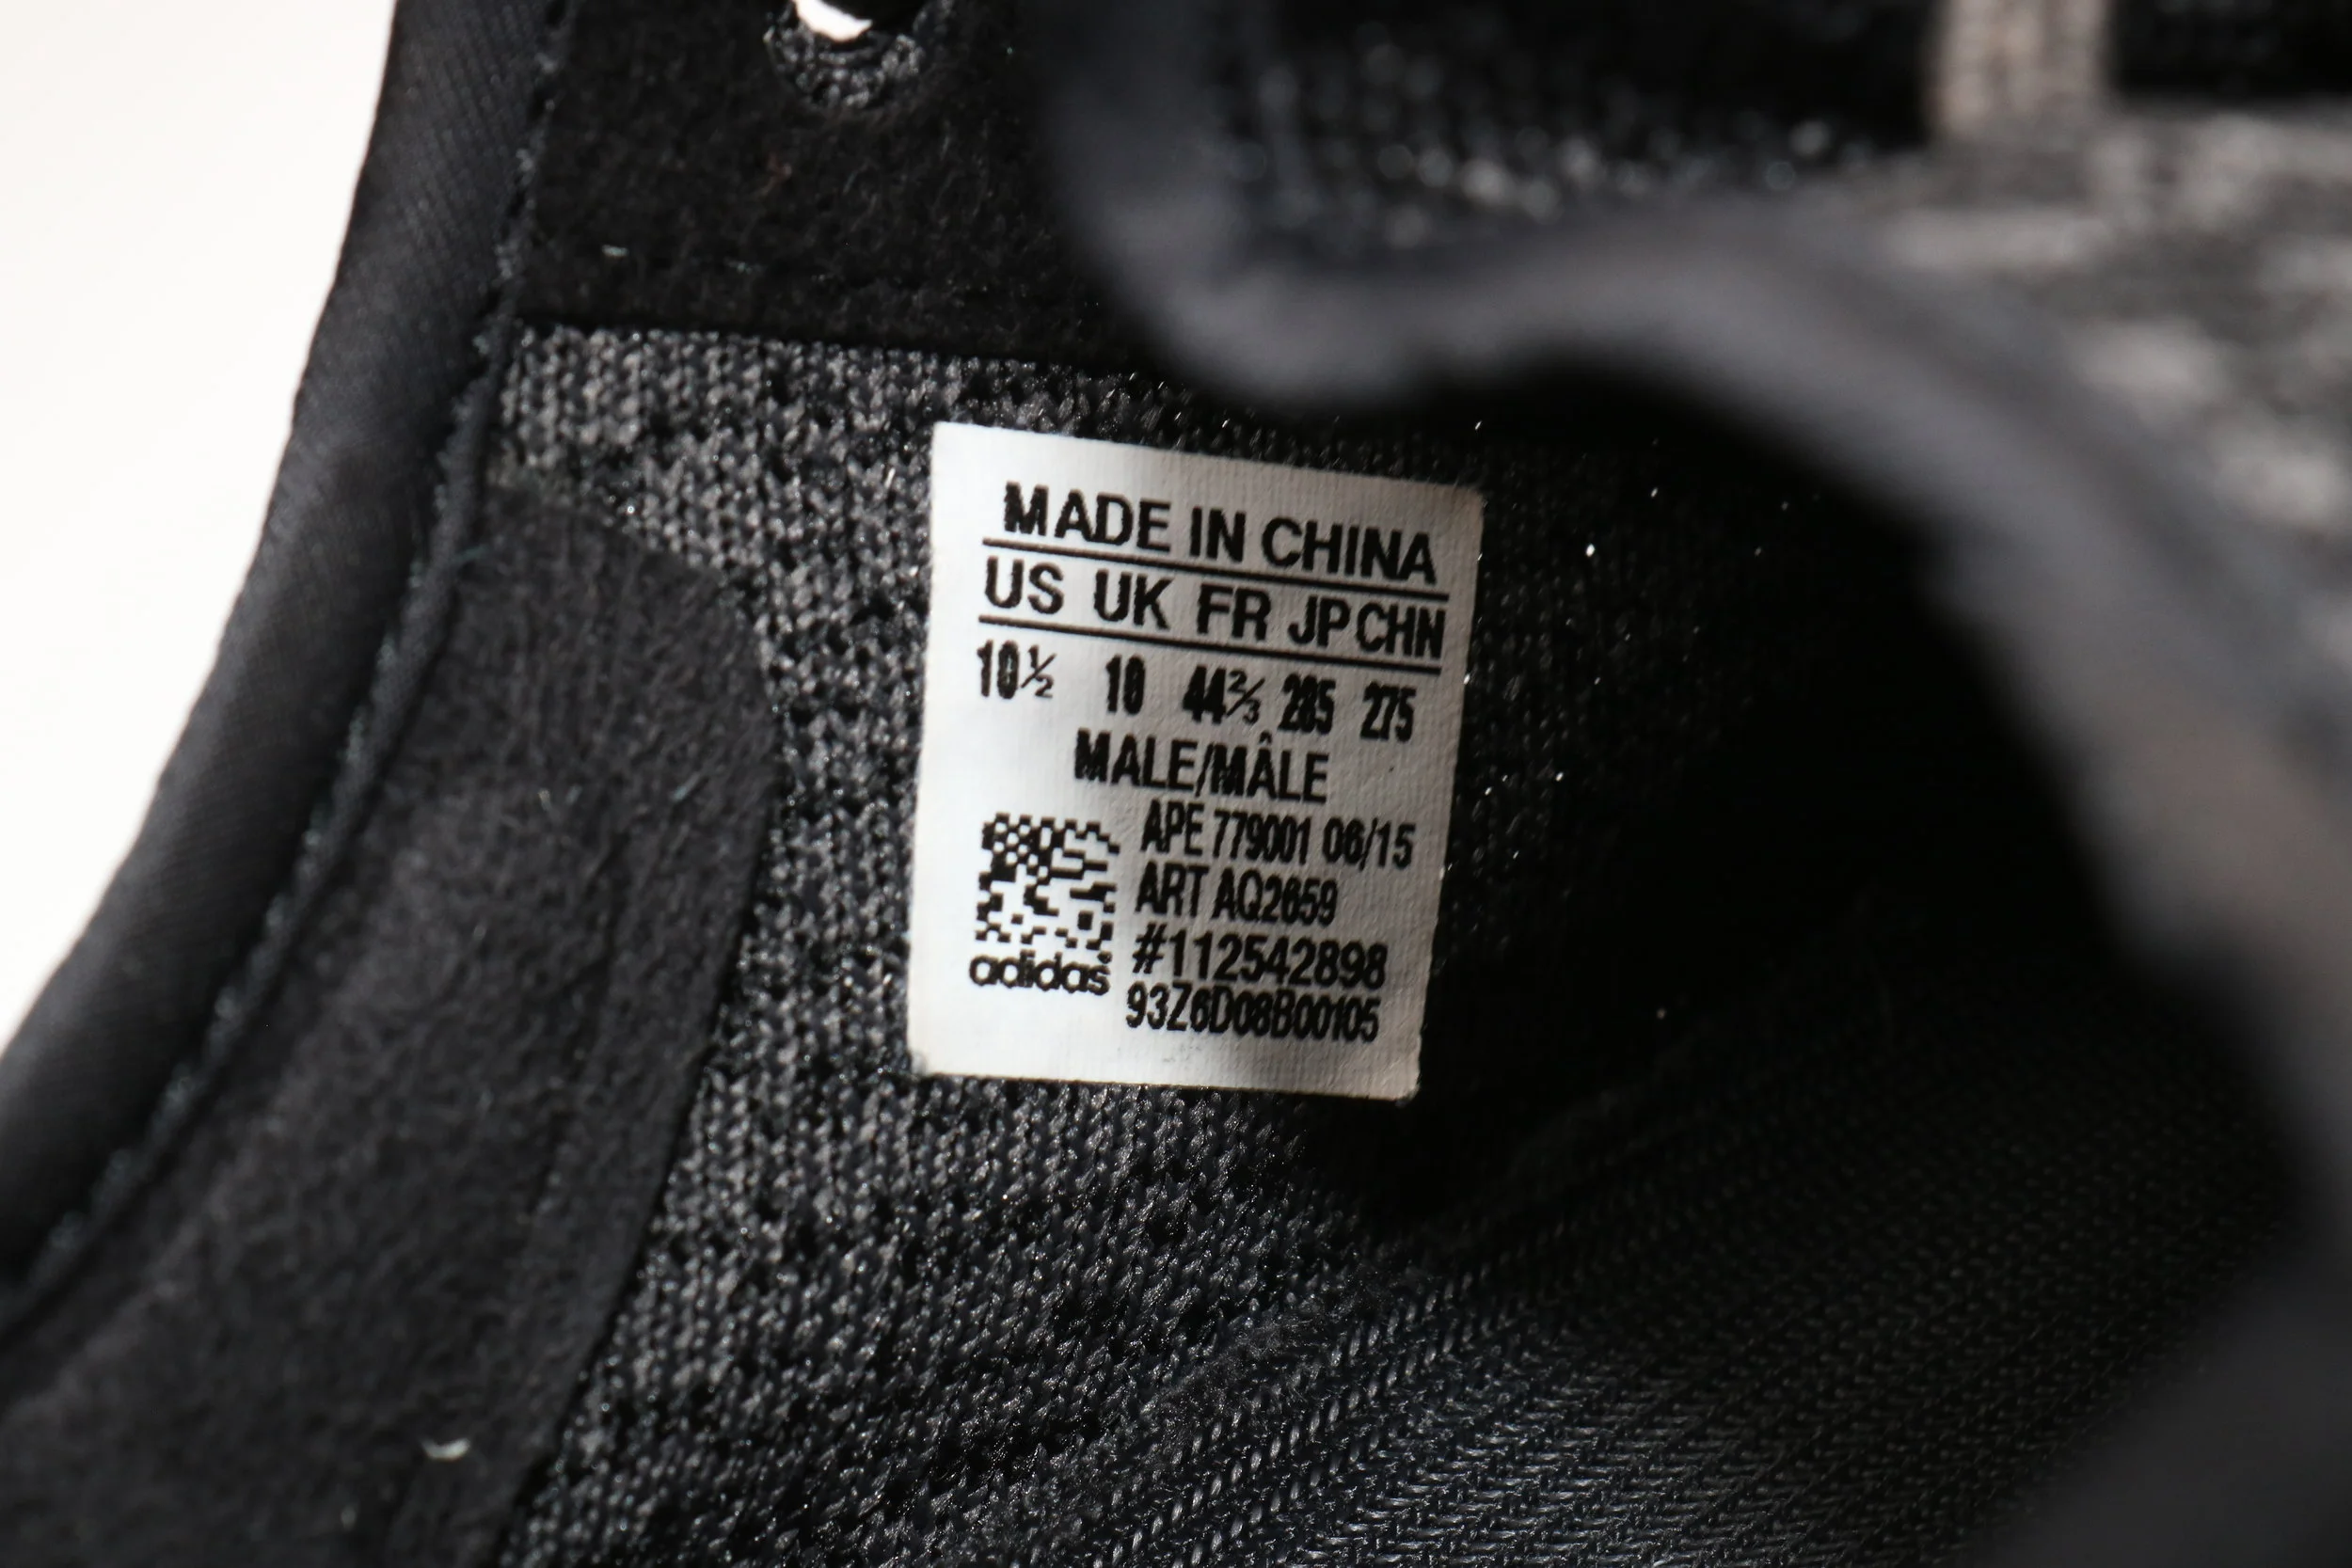 MADE IN CHINA
US UK FR JP CHN
10½ 10 44⅔ 285 275
MALE/MÂLE
APE 779001 06/15
ART AQ2659
#112542898
adidas
93Z6D08B00105